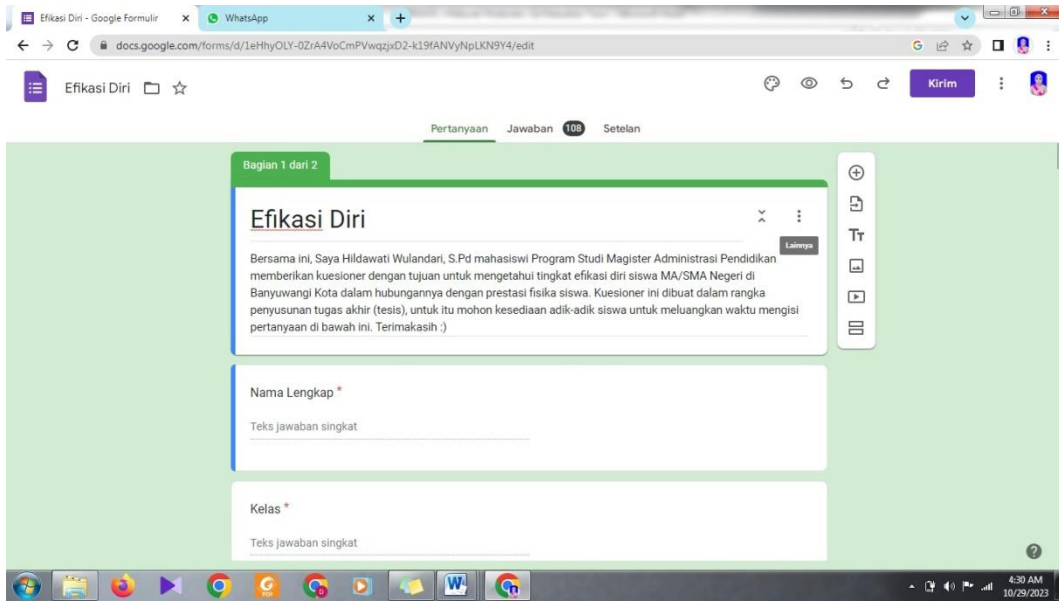 Efikasi Diri - Google Formulir
WhatsApp
docs.google.com/forms/d/1eHhyOLY-0ZrA4VoCmPVwqzjxD2-k19fANVyNpLKN9Y4/edit
Efikasi Diri
Kirim
Pertanyaan Jawaban 108 Setelan
Bagian 1 dari 2
Efikasi Diri
Lainnya
Bersama ini, Saya Hildawati Wulandari, S.Pd mahasiswi Program Studi Magister Administrasi Pendidikan
memberikan kuesioner dengan tujuan untuk mengetahui tingkat efikasi diri siswa MA/SMA Negeri di
Banyuwangi Kota dalam hubungannya dengan prestasi fisika siswa. Kuesioner ini dibuat dalam rangka
penyusunan tugas akhir (tesis), untuk itu mohon kesediaan adik-adik siswa untuk meluangkan waktu mengisi
pertanyaan di bawah ini. Terimakasih :)
Nama Lengkap *
Teks jawaban singkat
Kelas *
Teks jawaban singkat
4:30 AM
10/29/2023